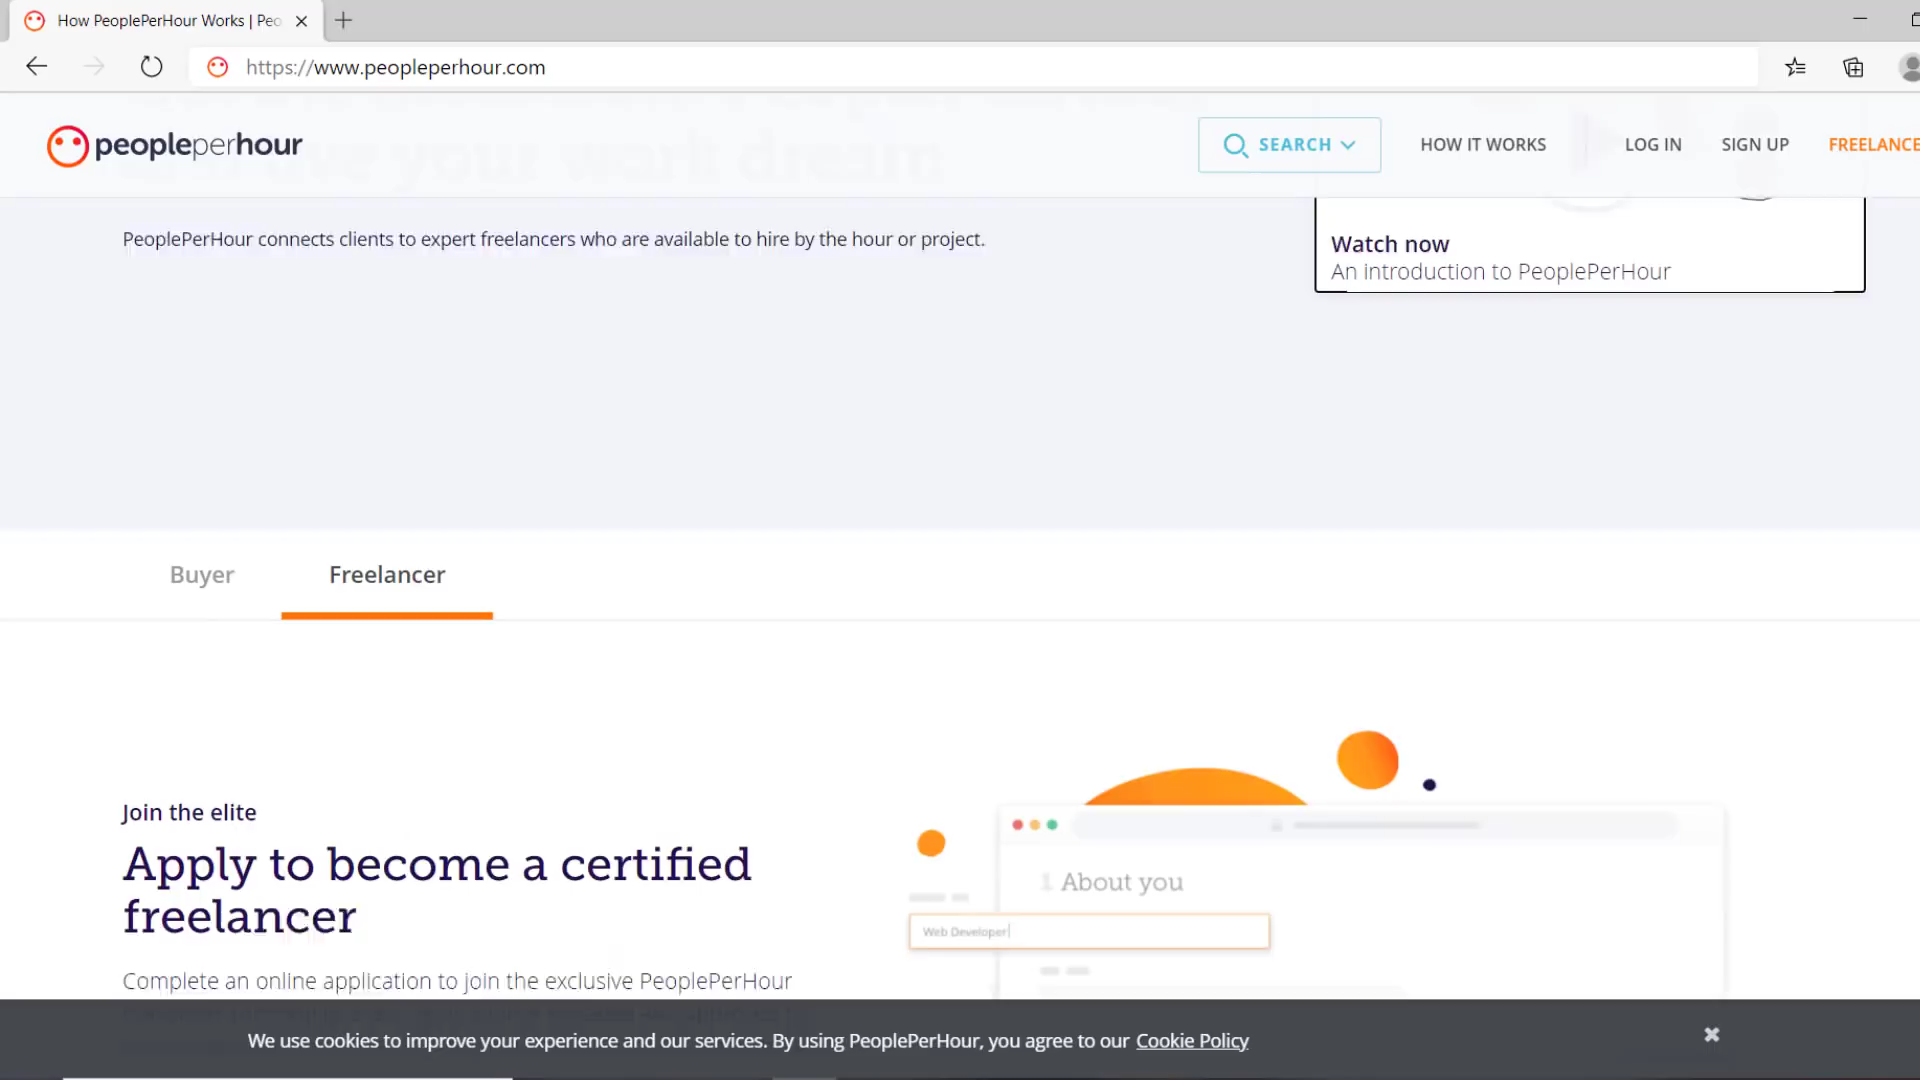 How PeoplePerHour Works | Peo
https://www.peopleperhour.com
peopleperhour
SEARCH
HOW IT WORKS
LOG IN
SIGN UP
FREELANCE
your work dream
PeoplePerHour connects clients to expert freelancers who are available to hire by the hour or project.
Watch now
An introduction to PeoplePerHour
Buyer
Freelancer
Join the elite
Apply to become a certified
freelancer
Complete an online application to join the exclusive PeoplePerHour
1 About you
Web Developer
We use cookies to improve your experience and our services. By using PeoplePerHour, you agree to our Cookie Policy